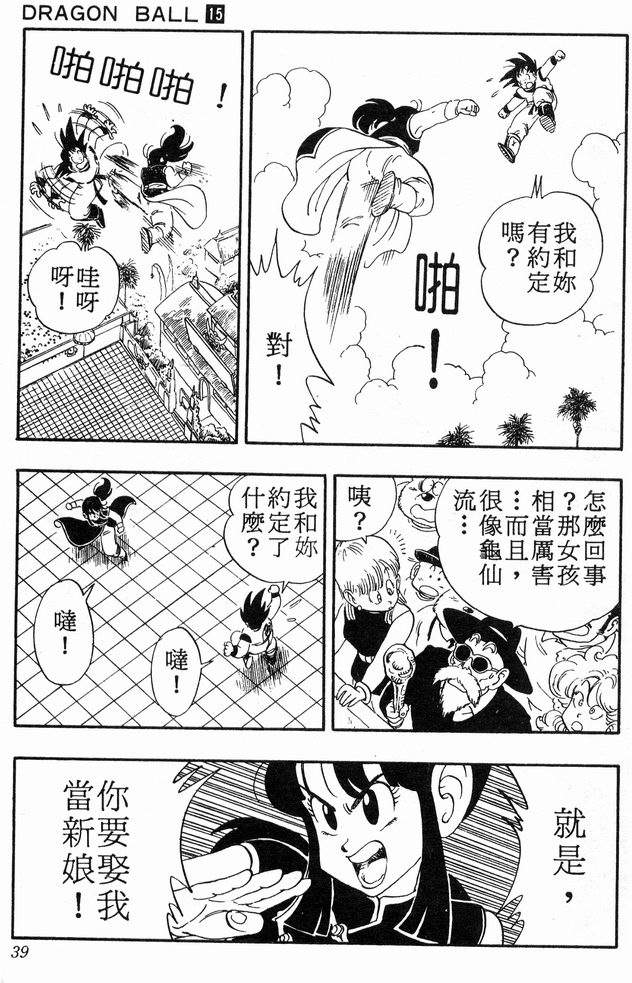 DRAGON BALL 15
我和妳
有約定
嗎？
啪！
對！
啪啪啪！
哇呀
呀！
怎麼回事
？那女孩
相當厲害
…而且，
很像龜仙
流…
咦？
我和妳
約定了
什麼？
噠！
噠！
就是，
你要娶我
當新娘！
39